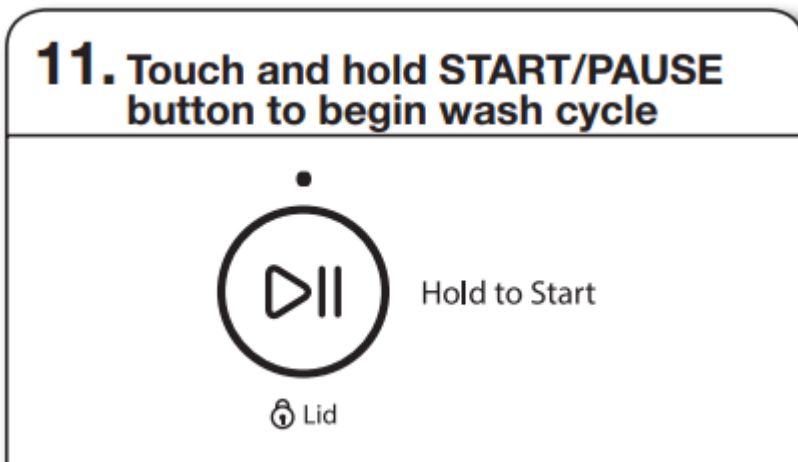 11. Touch and hold START/PAUSE
button to begin wash cycle
Hold to Start
Lid